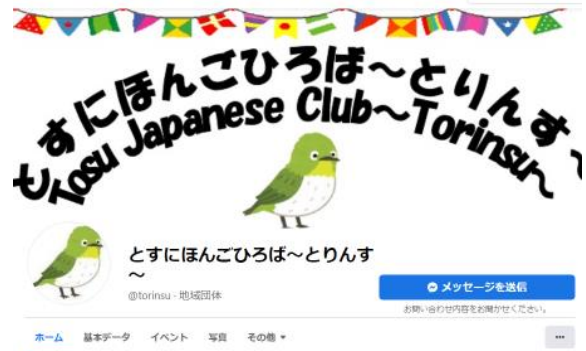 とすにほんごひろば～とりんす～
Tosu Japanese Club～Torinsu～
とすにほんごひろば～とりんす
～
@torinsu · 地域団体
メッセージを送信
お問い合わせ内容をお聞かせください。
ホーム 基本データ イベント 写真 その他